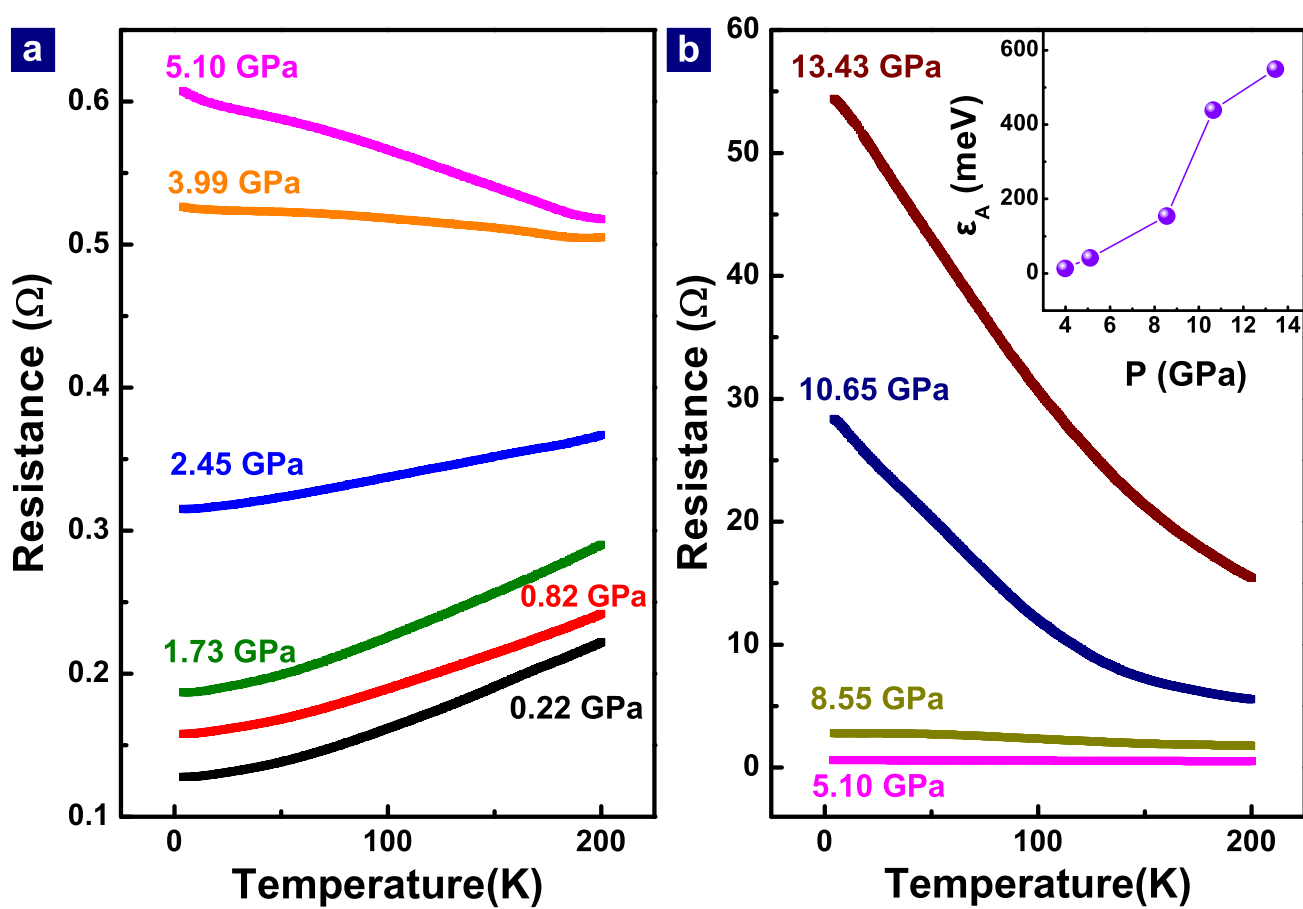 a
5.10 GPa
3.99 GPa
2.45 GPa
1.73 GPa
0.82 GPa
0.22 GPa
0.6
0.5
0.4
0.3
0.2
0.1
0
100
200
Resistance (Ω)
Temperature(K)
b
13.43 GPa
10.65 GPa
8.55 GPa
5.10 GPa
60
50
40
30
20
10
0
0
100
200
Resistance (Ω)
Temperature(K)
600
400
200
0
4
6
8
10
12
14
εA (meV)
P (GPa)